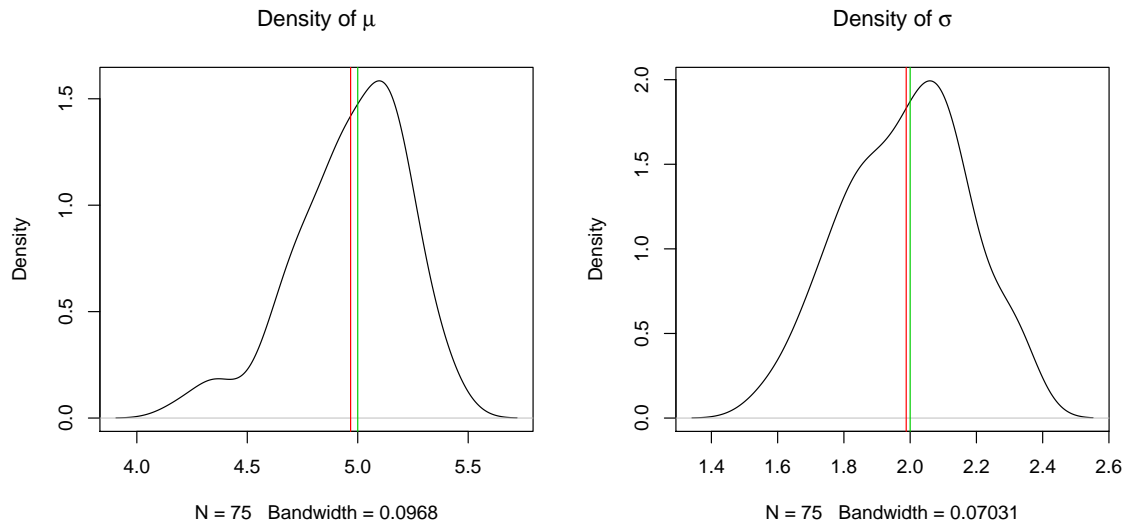 Density of μ
Density
0.0 0.5 1.0 1.5
4.0 4.5 5.0 5.5
N = 75 Bandwidth = 0.0968
Density of σ
Density
0.0 0.5 1.0 1.5 2.0
1.4 1.6 1.8 2.0 2.2 2.4 2.6
N = 75 Bandwidth = 0.07031